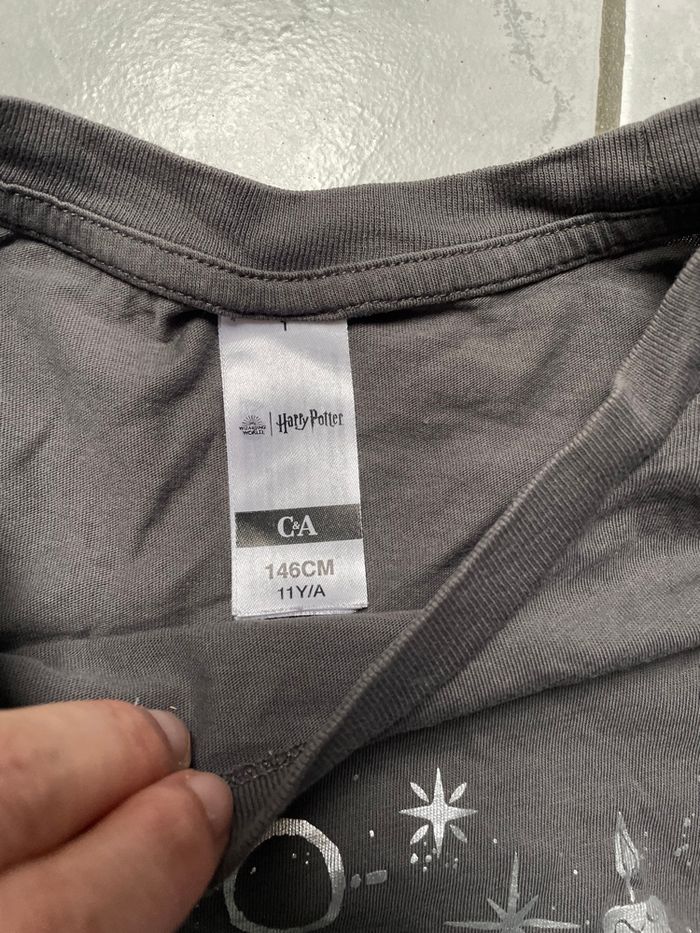 WIZARDING
WORLD
Harry Potter
C&A
146CM
11Y/A